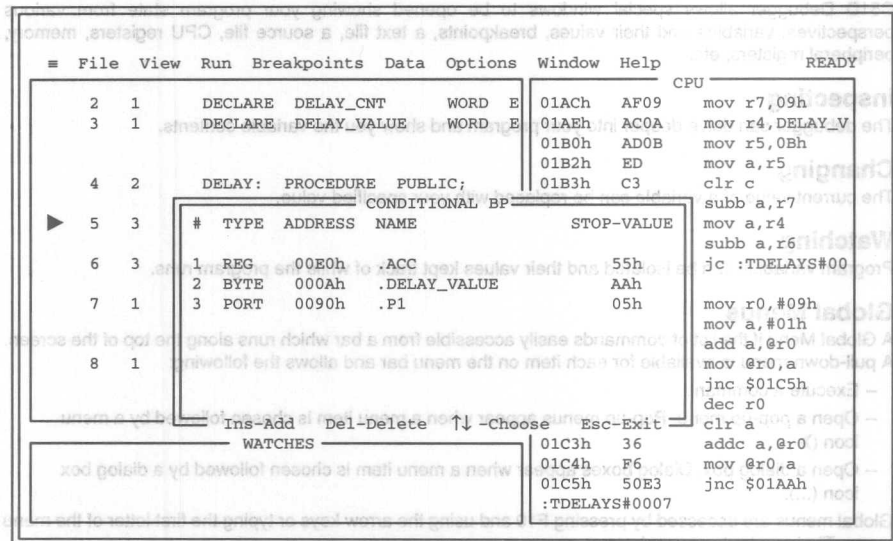 ≡ File View Run Breakpoints Data Options Window Help READY
CPU
2 1 DECLARE DELAY_CNT WORD E
3 1 DECLARE DELAY_VALUE WORD E
4 2 DELAY: PROCEDURE PUBLIC;
▶ 5 3
6 3
7 1
8 1
CONDITIONAL BP
# TYPE ADDRESS NAME STOP-VALUE
1 REG 00E0h .ACC 55h
2 BYTE 000Ah .DELAY_VALUE AAh
3 PORT 0090h .P1 05h
Ins-Add Del-Delete ↑↓-Choose Esc-Exit
WATCHES
01ACh AF09 mov r7,09h
01AEh AC0A mov r4,DELAY_V
01B0h AD0B mov r5,0Bh
01B2h ED mov a,r5
01B3h C3 clr c
subb a,r7
mov a,r4
subb a,r6
jc :TDELAYS#00
mov r0,#09h
mov a,#01h
add a,@r0
mov @r0,a
jnc $01C5h
dec r0
clr a
01C3h 36 addc a,@r0
01C4h F6 mov @r0,a
01C5h 50E3 jnc $01AAh
:TDELAYS#0007